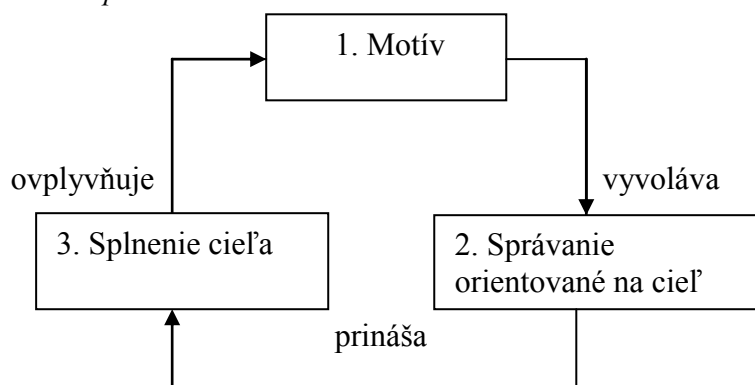 1. Motív
ovplyvňuje
vyvoláva
3. Splnenie cieľa
2. Správanie
orientované na cieľ
prináša